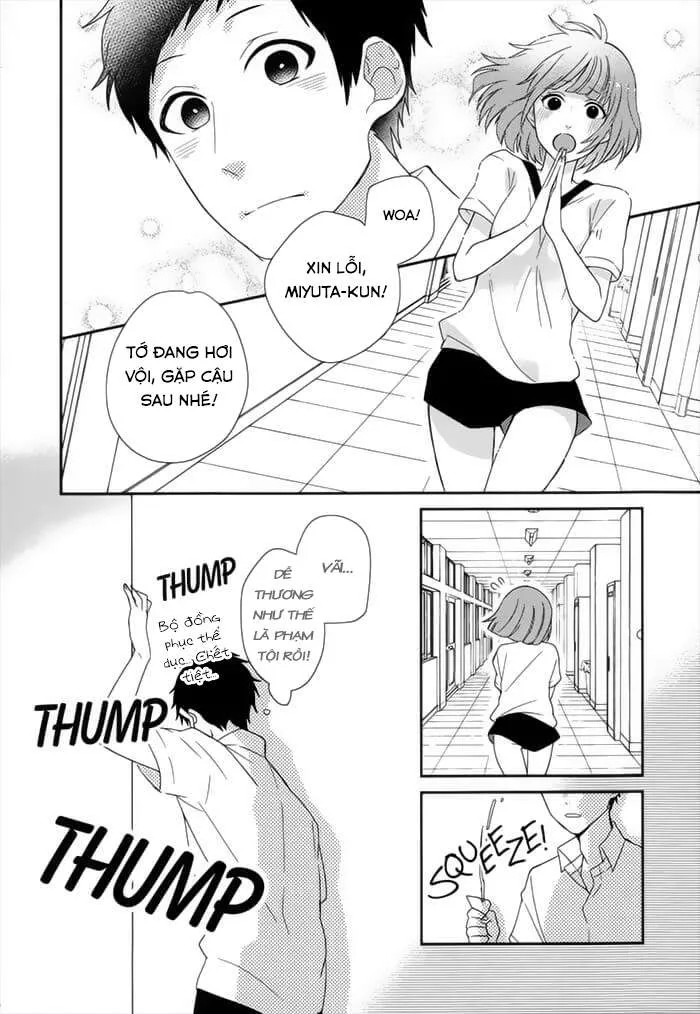 WOA!
XIN LỖI,
MIYUTA-KUN!
TỚ ĐANG HƠI
VỘI, GẶP CẬU
SAU NHÉ!
SQUEEZE!
VÃI...
DỄ
THƯƠNG
NHƯ THẾ
LÀ PHẠM
TỘI RỒI!
THUMP
Bộ đồng
phục thể
dục. Chết
tiệt...
THUMP
THUMP